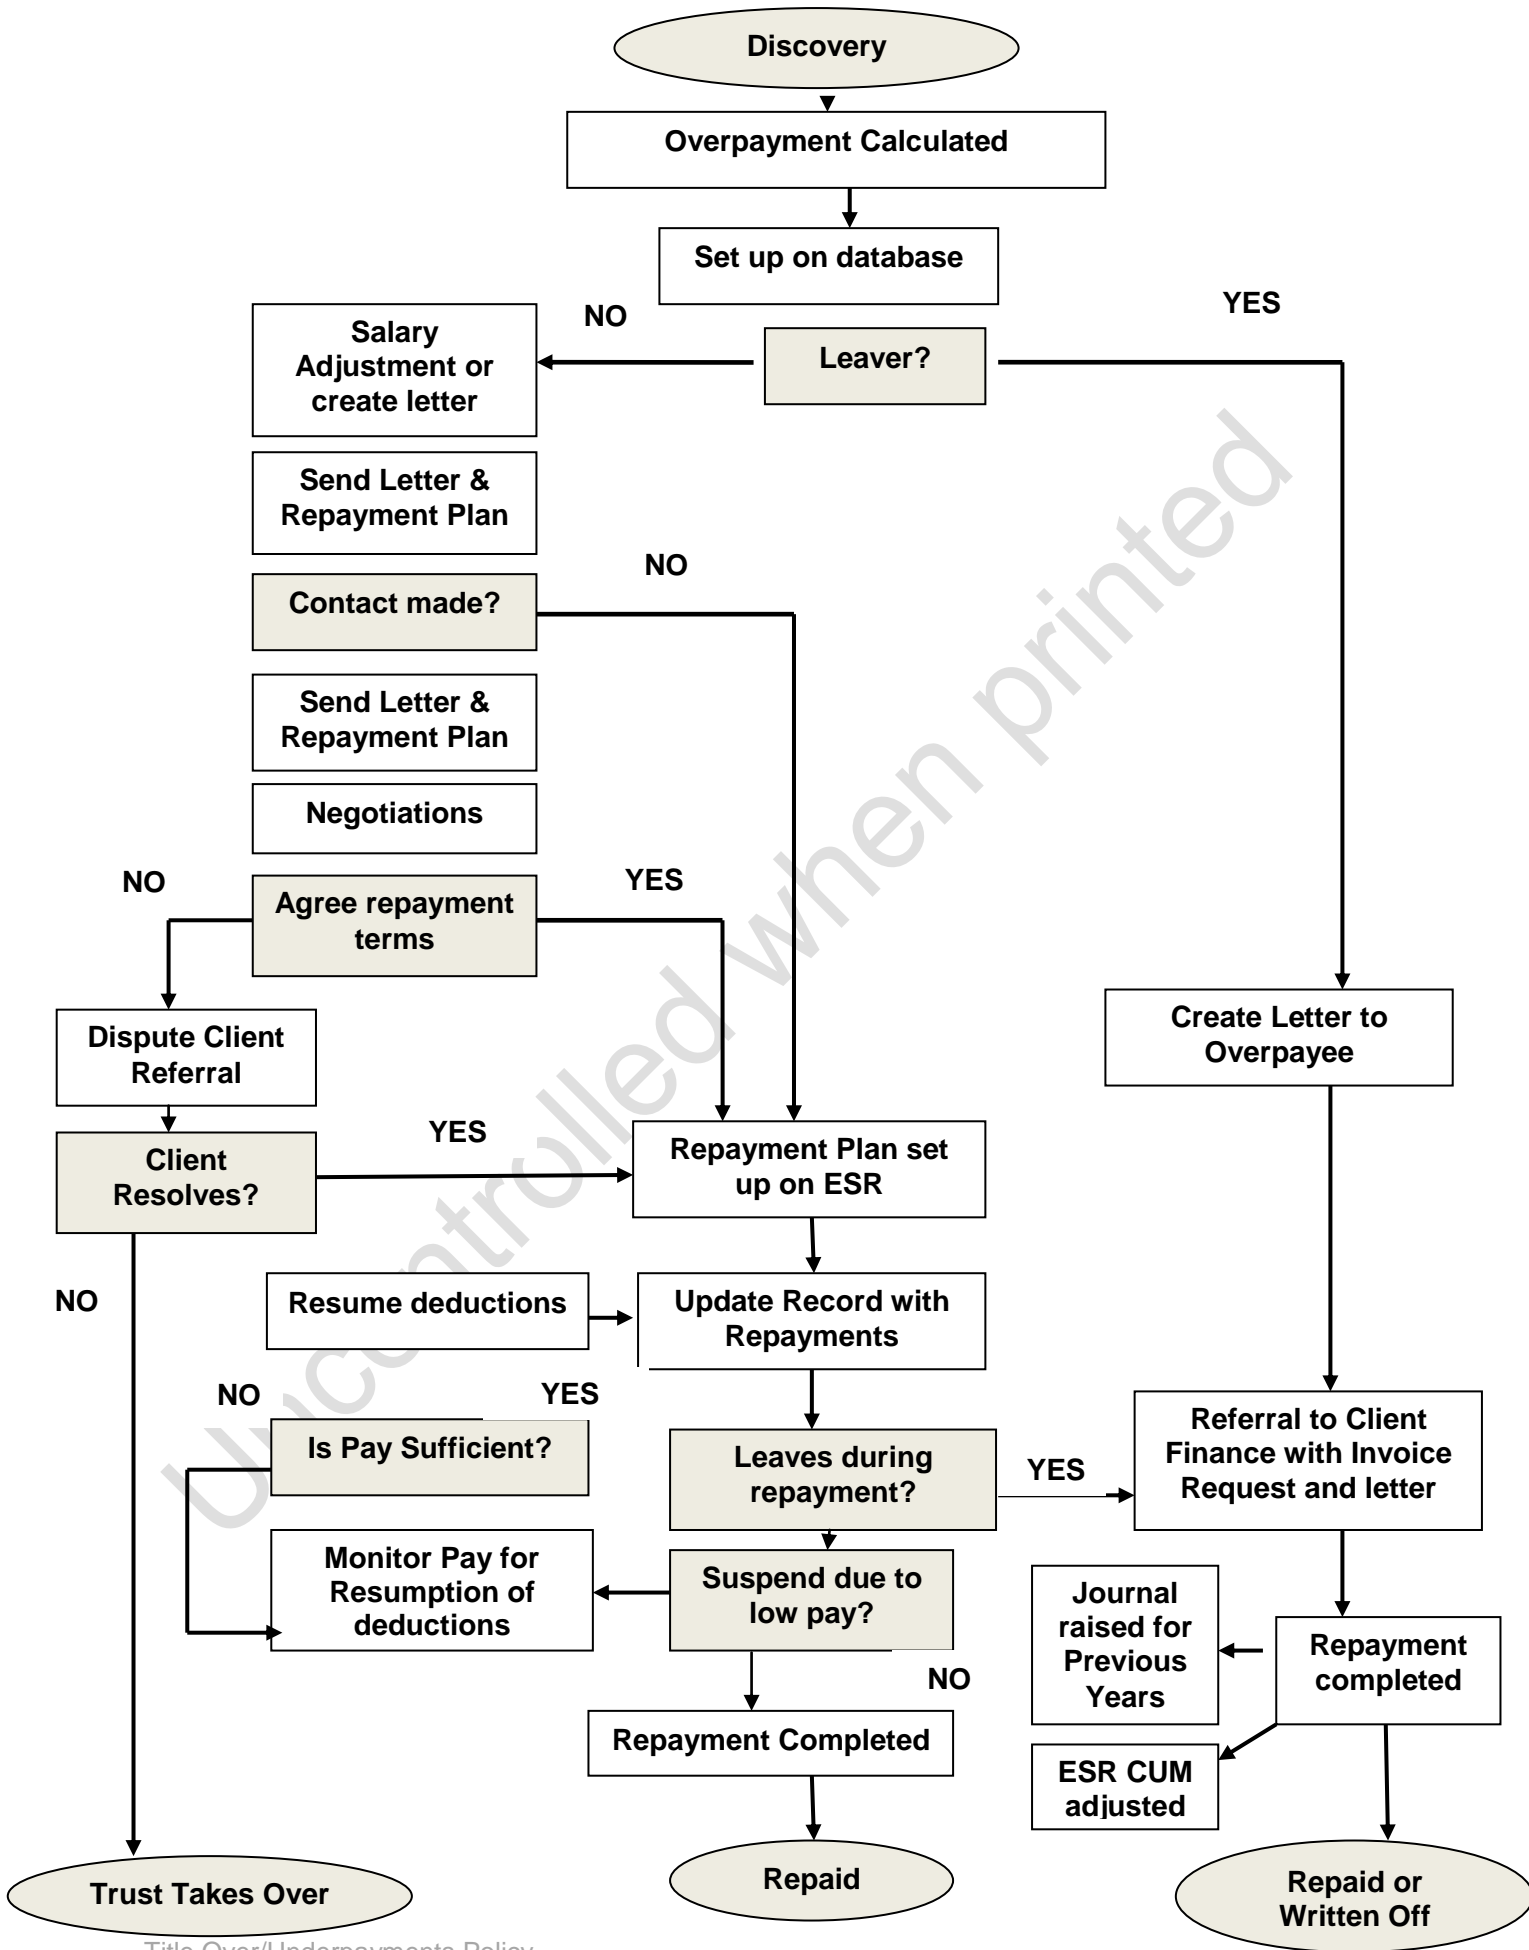 Discovery
Overpayment Calculated
Set up on database
NO
YES
Salary
Adjustment or
create letter
Leaver?
Send Letter &
Repayment Plan
NO
Contact made?
Send Letter &
Repayment Plan
Negotiations
NO
YES
Agree repayment
terms
Dispute Client
Referral
Create Letter to
Overpayee
YES
Client
Resolves?
Repayment Plan set
up on ESR
NO
Resume deductions
Update Record with
Repayments
NO
YES
Is Pay Sufficient?
Leaves during
repayment?
YES
Referral to Client
Finance with Invoice
Request and letter
Monitor Pay for
Resumption of
deductions
Suspend due to
low pay?
Journal
raised for
Previous
Years
Repayment
completed
NO
Repayment Completed
ESR CUM
adjusted
Trust Takes Over
Repaid
Repaid or
Written Off
Title Over/Underpayments Policy
Uncontrolled when printed